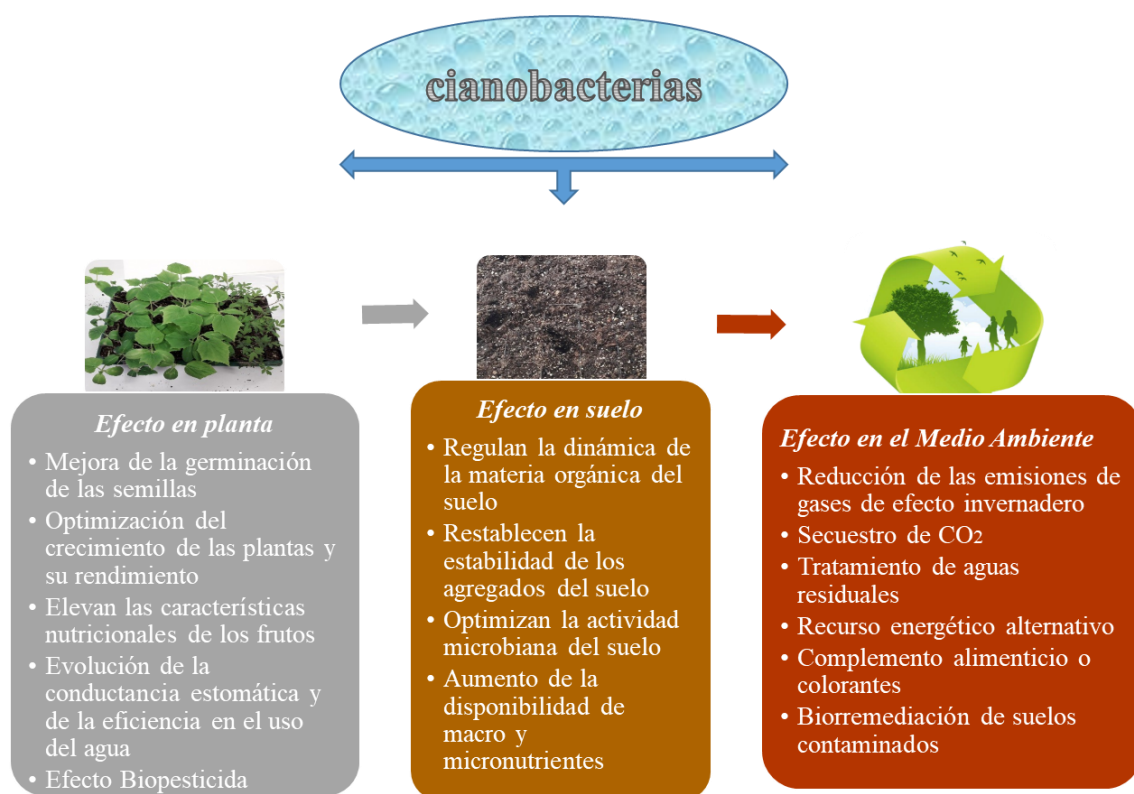 cianobacterias
Efecto en planta
• Mejora de la germinación
de las semillas
• Optimización del
crecimiento de las plantas y
su rendimiento
• Elevan las características
nutricionales de los frutos
• Evolución de la
conductancia estomática y
de la eficiencia en el uso
del agua
• Efecto Biopesticida
Efecto en suelo
• Regulan la dinámica de
la materia orgánica del
suelo
• Restablecen la
estabilidad de los
agregados del suelo
• Optimizan la actividad
microbiana del suelo
• Aumento de la
disponibilidad de
macro y
micronutrientes
Efecto en el Medio Ambiente
• Reducción de las emisiones de
gases de efecto invernadero
• Secuestro de CO2
• Tratamiento de aguas
residuales
• Recurso energético alternativo
• Complemento alimenticio o
colorantes
• Biorremediación de suelos
contaminados